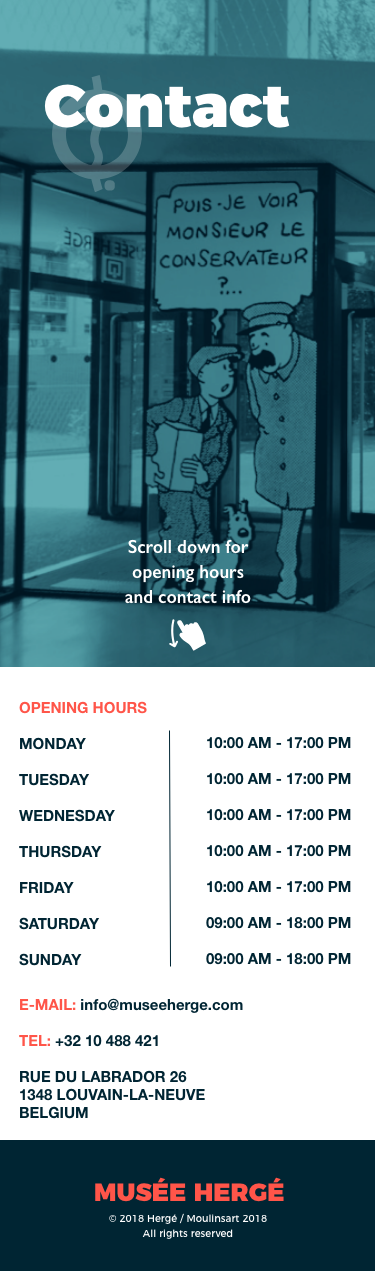 Contact
PUIS-JE VOIR
MONSIEUR LE
CONSERVATEUR
?...
MUSÉE HERGÉ
Scroll down for
opening hours
and contact info
OPENING HOURS
MONDAY 10:00 AM - 17:00 PM
TUESDAY 10:00 AM - 17:00 PM
WEDNESDAY 10:00 AM - 17:00 PM
THURSDAY 10:00 AM - 17:00 PM
FRIDAY 10:00 AM - 17:00 PM
SATURDAY 09:00 AM - 18:00 PM
SUNDAY 09:00 AM - 18:00 PM
E-MAIL: info@museeherge.com
TEL: +32 10 488 421
RUE DU LABRADOR 26
1348 LOUVAIN-LA-NEUVE
BELGIUM
MUSÉE HERGÉ
© 2018 Hergé / Moulinsart 2018
All rights reserved